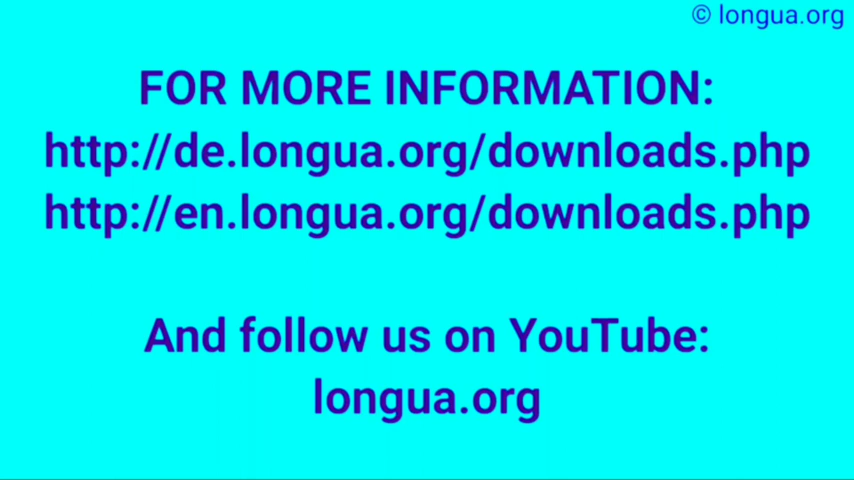 © longua.org
FOR MORE INFORMATION:
http://de.longua.org/downloads.php
http://en.longua.org/downloads.php
And follow us on YouTube:
longua.org